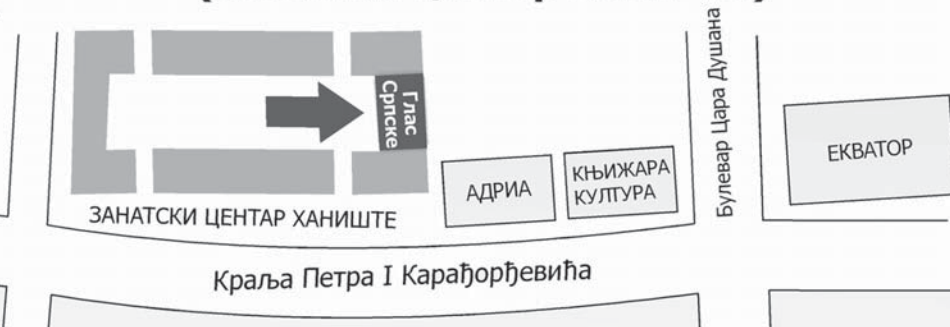 Глас
Српске
Булевар Цара Душана
АДРИА
КЊИЖАРА
КУЛТУРА
ЕКВАТОР
ЗАНАТСКИ ЦЕНТАР ХАНИШТЕ
Краља Петра I Карађорђевића